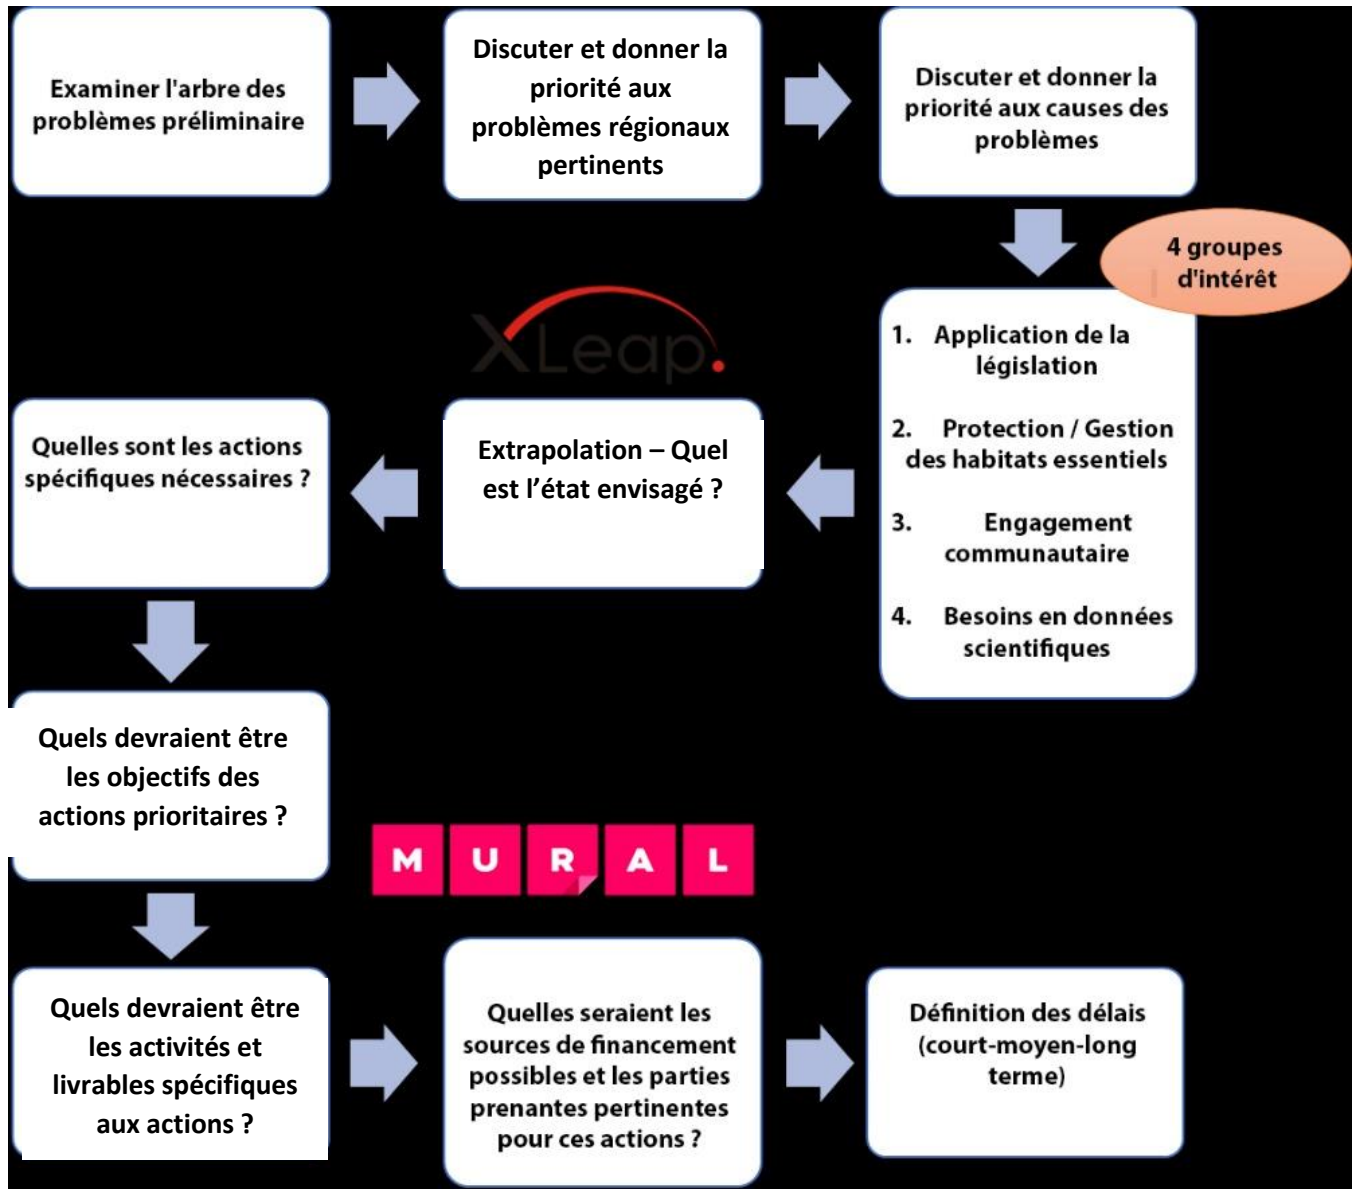 Examiner l'arbre des
problèmes préliminaire
Discuter et donner la
priorité aux
problèmes régionaux
pertinents
Discuter et donner la
priorité aux causes des
problèmes
4 groupes
d'intérêt
1. Application de la
législation
2. Protection / Gestion
des habitats essentiels
3. Engagement
communautaire
4. Besoins en données
scientifiques
XLeap.
Extrapolation – Quel
est l’état envisagé ?
Quelles sont les actions
spécifiques nécessaires ?
Quels devraient être
les objectifs des
actions prioritaires ?
MURAL
Quels devraient être
les activités et
livrables spécifiques
aux actions ?
Quelles seraient les
sources de financement
possibles et les parties
prenantes pertinentes
pour ces actions ?
Définition des délais
(court-moyen-long
terme)